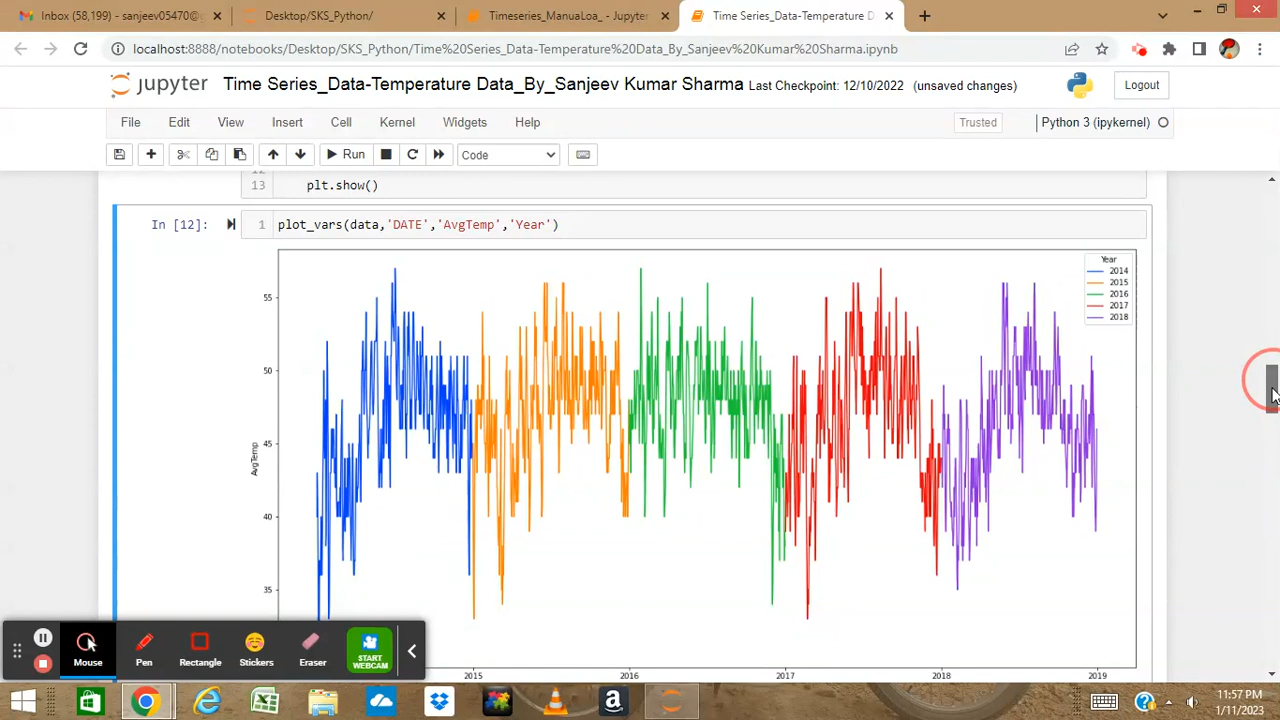 Inbox (58,199) - sanjeev05470@g
Desktop/SKS_Python/
Timeseries_ManuaLoa_ - Jupyter
Time Series_Data-Temperature D
localhost:8888/notebooks/Desktop/SKS_Python/Time%20Series_Data-Temperature%20Data_By_Sanjeev%20Kumar%20Sharma.ipynb
jupyter Time Series_Data-Temperature Data_By_Sanjeev Kumar Sharma Last Checkpoint: 12/10/2022 (unsaved changes) Logout
File Edit View Insert Cell Kernel Widgets Help Trusted Python 3 (ipykernel)
Run Code
13 plt.show()
In [12]: 1 plot_vars(data,'DATE','AvgTemp','Year')
Year
2014
2015
2016
2017
2018
55
50
45
40
35
AvgTemp
2015 2016 2017 2018 2019
Mouse Pen Rectangle Stickers Eraser START WEBCAM
11:57 PM
1/11/2023